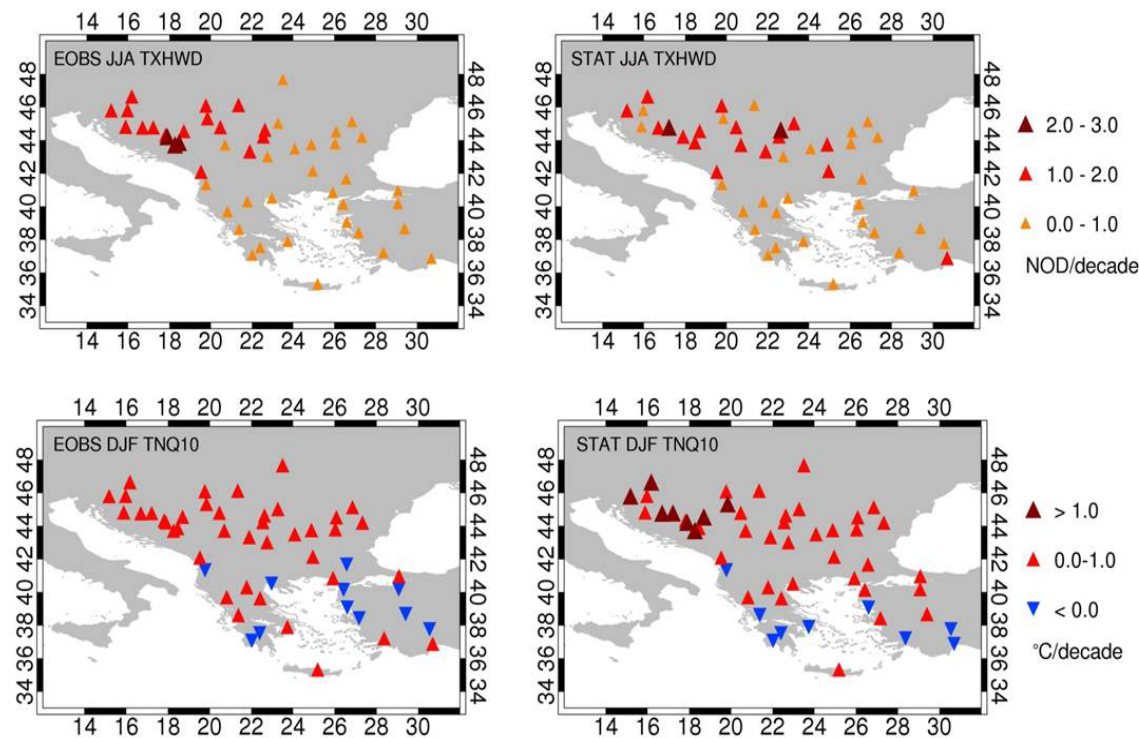 14 16 18 20 22 24 26 28 30
14 16 18 20 22 24 26 28 30
EOBS JJA TXHWD
STAT JJA TXHWD
48 46 44 42 40 38 36 34
48 46 44 42 40 38 36 34
48 46 44 42 40 38 36 34
48 46 44 42 40 38 36 34
2.0 - 3.0
1.0 - 2.0
0.0 - 1.0
NOD/decade
14 16 18 20 22 24 26 28 30
14 16 18 20 22 24 26 28 30
14 16 18 20 22 24 26 28 30
14 16 18 20 22 24 26 28 30
EOBS DJF TNQ10
STAT DJF TNQ10
48 46 44 42 40 38 36 34
48 46 44 42 40 38 36 34
48 46 44 42 40 38 36 34
48 46 44 42 40 38 36 34
> 1.0
0.0-1.0
< 0.0
°C/decade
14 16 18 20 22 24 26 28 30
14 16 18 20 22 24 26 28 30